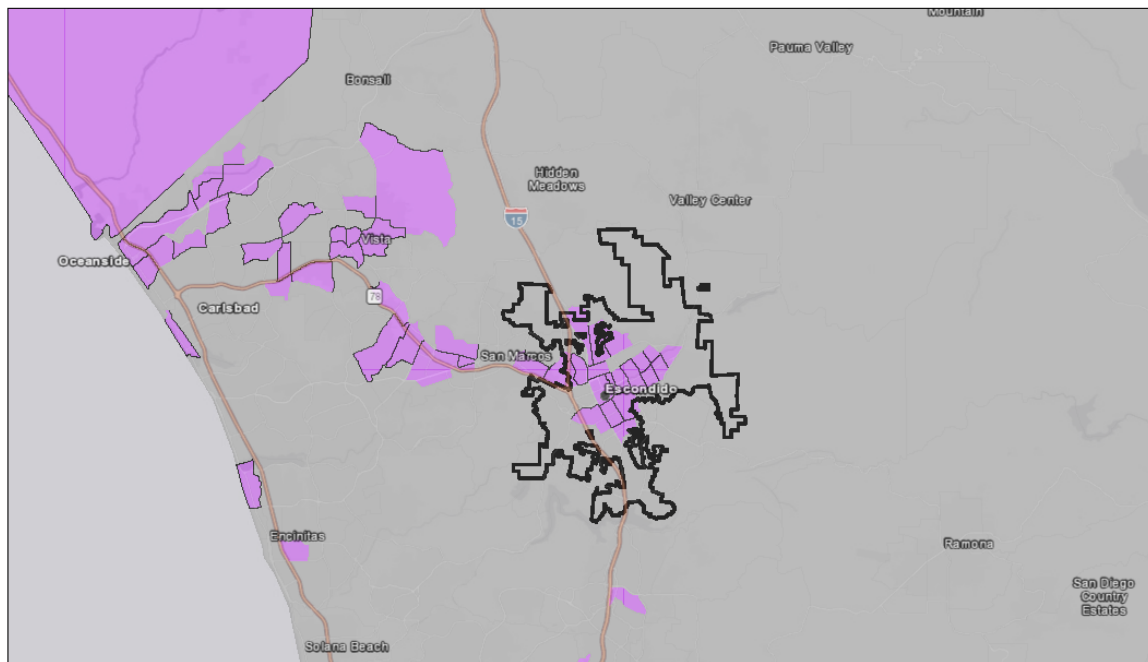 Mountain
Pauma Valley
Bonsall
Hidden
Meadows
Valley Center
15
Vista
Oceanside
78
Carlsbad
San Marcos
Escondido
Encinitas
Ramona
San Diego
Country
Estates
Solana Beach